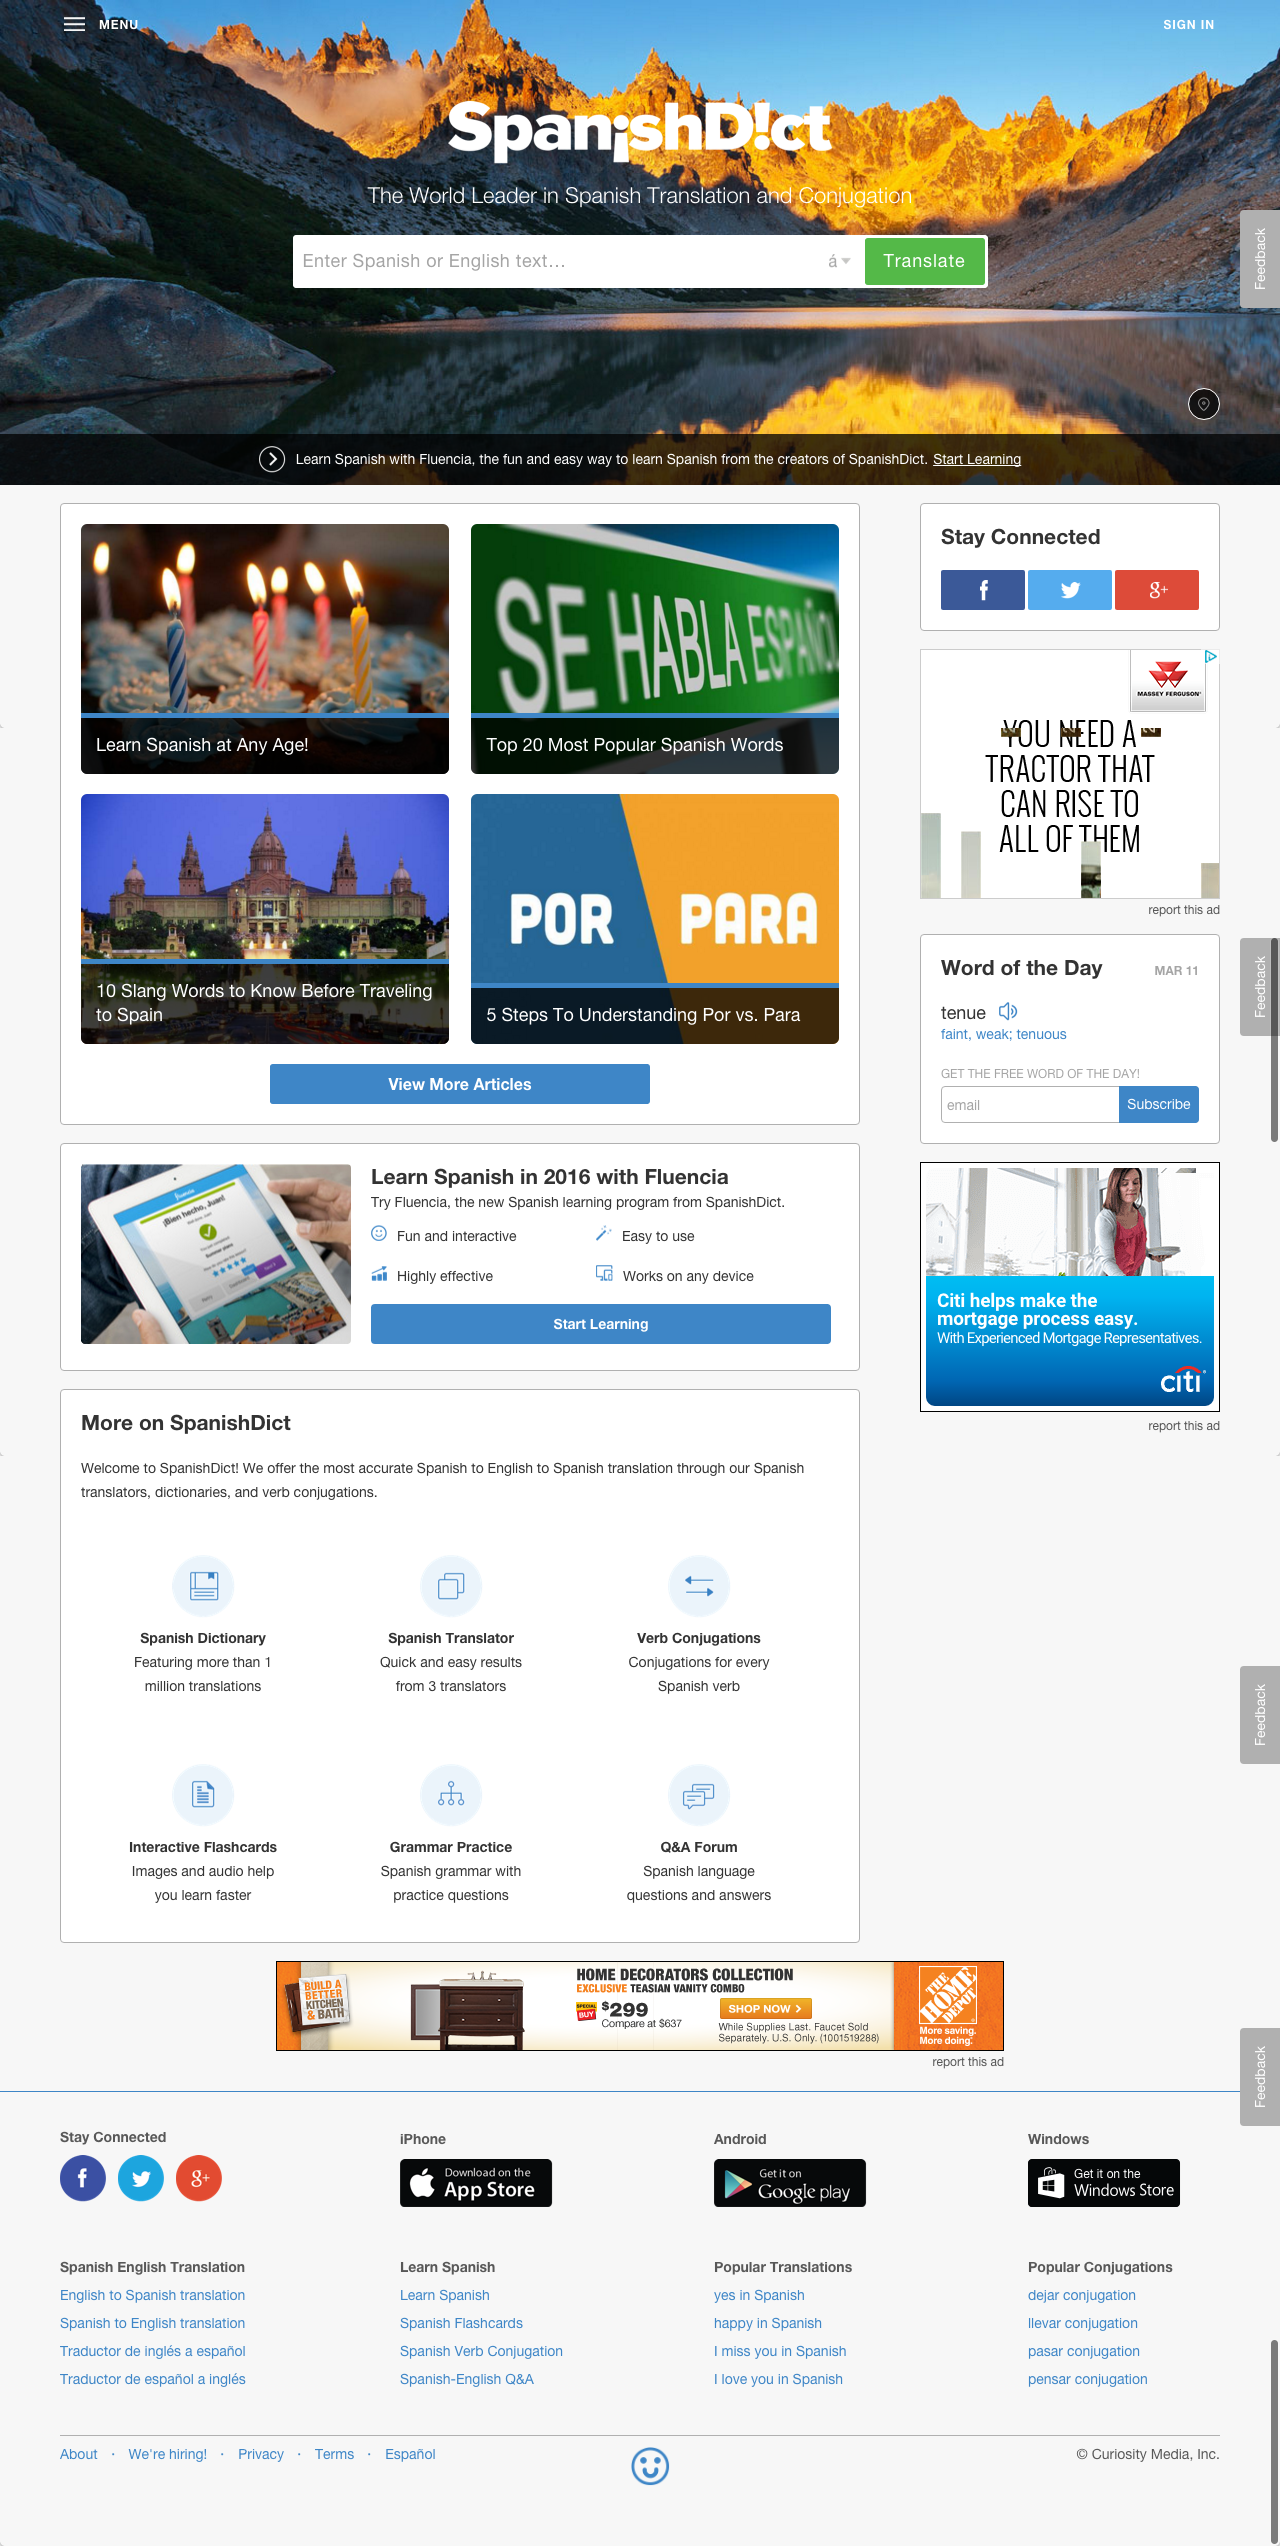 MENU
SIGN IN
SpanishD!ct
The World Leader in Spanish Translation and Conjugation
Enter Spanish or English text...
á
Translate
Feedback
Learn Spanish with Fluencia, the fun and easy way to learn Spanish from the creators of SpanishDict. Start Learning
Learn Spanish at Any Age!
SE HABLA ESPAÑOL
Top 20 Most Popular Spanish Words
10 Slang Words to Know Before Traveling
to Spain
POR PARA
5 Steps To Understanding Por vs. Para
View More Articles
Stay Connected
f
g+
MASSEY FERGUSON
YOU NEED A
TRACTOR THAT
CAN RISE TO
ALL OF THEM
report this ad
Word of the Day
MAR 11
tenue
faint, weak; tenuous
GET THE FREE WORD OF THE DAY!
email
Subscribe
Feedback
Citi helps make the
mortgage process easy.
With Experienced Mortgage Representatives.
citi
report this ad
fluencia
¡Bien hecho, Juan!
Learn Spanish in 2016 with Fluencia
Try Fluencia, the new Spanish learning program from SpanishDict.
Fun and interactive
Easy to use
Highly effective
Works on any device
Start Learning
More on SpanishDict
Welcome to SpanishDict! We offer the most accurate Spanish to English to Spanish translation through our Spanish
translators, dictionaries, and verb conjugations.
Spanish Dictionary
Featuring more than 1
million translations
Spanish Translator
Quick and easy results
from 3 translators
Verb Conjugations
Conjugations for every
Spanish verb
Feedback
Interactive Flashcards
Images and audio help
you learn faster
Grammar Practice
Spanish grammar with
practice questions
Q&A Forum
Spanish language
questions and answers
BUILD A
BETTER
KITCHEN
& BATH
HOME DECORATORS COLLECTION
EXCLUSIVE TEASIAN VANITY COMBO
SPECIAL
BUY
$299
Compare at $637
SHOP NOW >
While Supplies Last. Faucet Sold
Separately. U.S. Only. (1001519288)
THE
HOME
DEPOT
More saving.
More doing.
report this ad
Feedback
Stay Connected
f
g+
iPhone
Download on the
App Store
Android
Get it on
Google play
Windows
Get it on the
Windows Store
Spanish English Translation
English to Spanish translation
Spanish to English translation
Traductor de inglés a español
Traductor de español a inglés
Learn Spanish
Learn Spanish
Spanish Flashcards
Spanish Verb Conjugation
Spanish-English Q&A
Popular Translations
yes in Spanish
happy in Spanish
I miss you in Spanish
I love you in Spanish
Popular Conjugations
dejar conjugation
llevar conjugation
pasar conjugation
pensar conjugation
About · We're hiring! · Privacy · Terms · Español
© Curiosity Media, Inc.